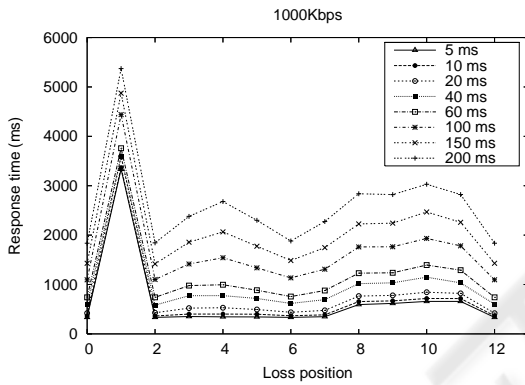 1000Kbps
6000
5000
4000
3000
2000
1000
0
0 2 4 6 8 10 12
Response time (ms)
Loss position
5 ms
10 ms
20 ms
40 ms
60 ms
100 ms
150 ms
200 ms